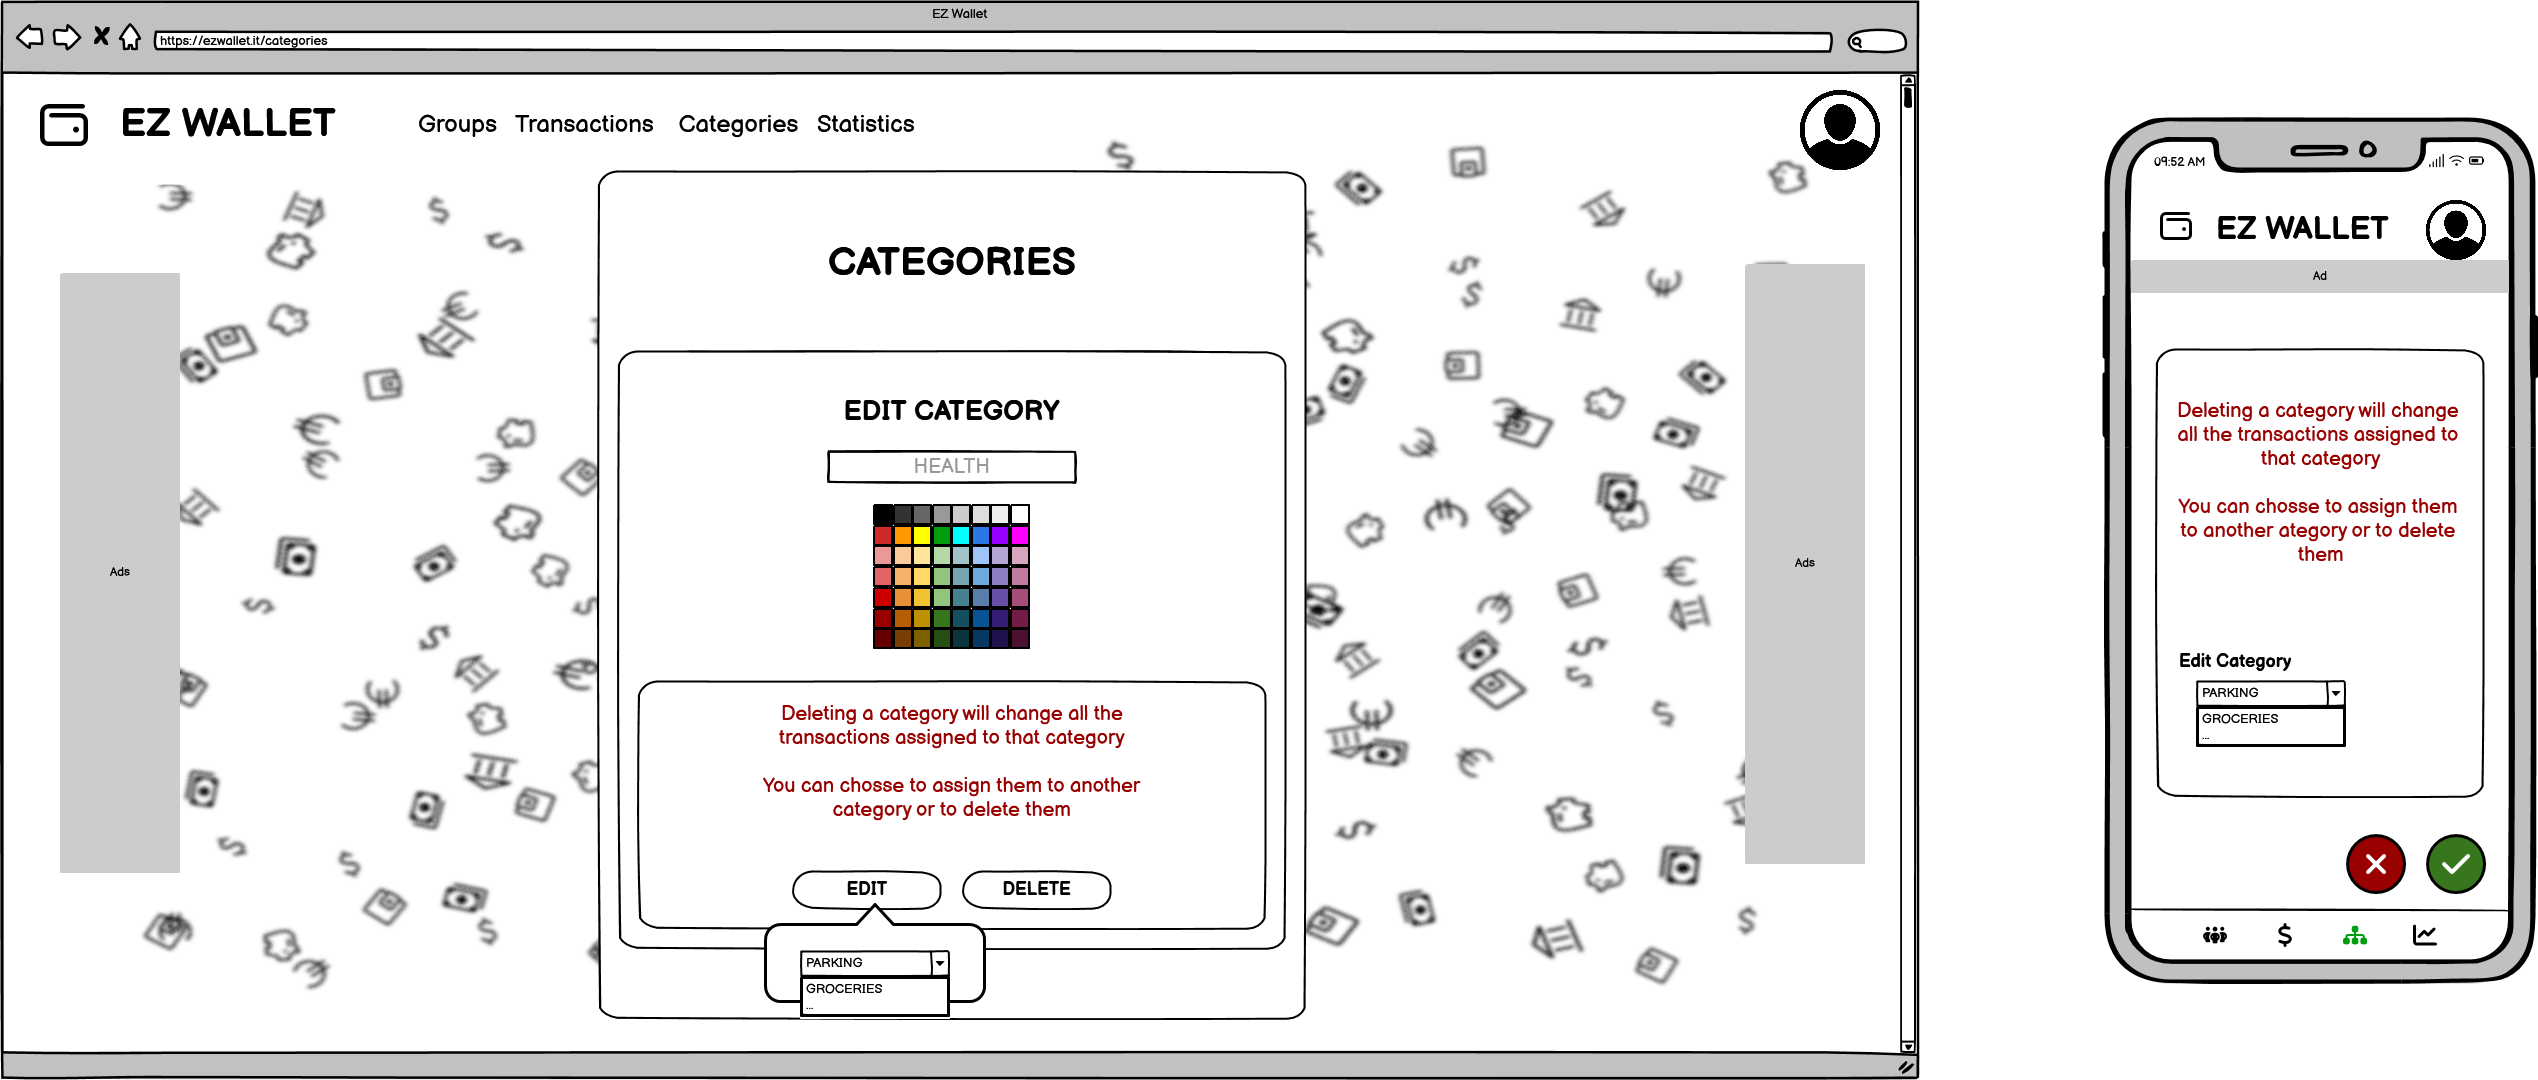 EZ Wallet
https://ezwallet.it/categories
EZ WALLET
Groups Transactions Categories Statistics
CATEGORIES
EDIT CATEGORY
HEALTH
Ads
Deleting a category will change all the
transactions assigned to that category
You can chosse to assign them to another
category or to delete them
EDIT
DELETE
PARKING
GROCERIES
...
Ads
09:52 AM
EZ WALLET
Ad
Deleting a category will change
all the transactions assigned to
that category
You can chosse to assign them
to another ategory or to delete
them
Edit Category
PARKING
GROCERIES
...